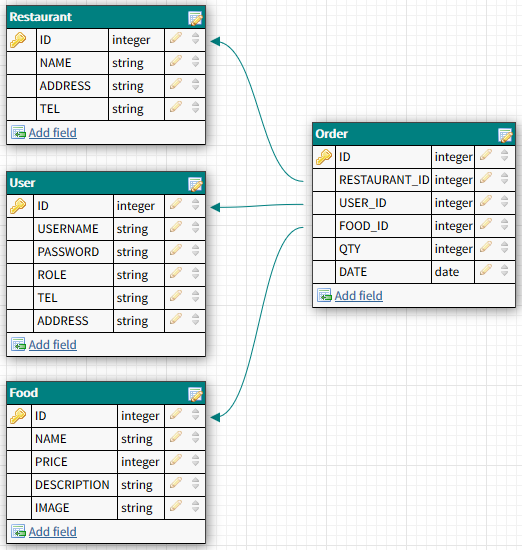 Restaurant
ID integer
NAME string
ADDRESS string
TEL string
Add field
User
ID integer
USERNAME string
PASSWORD string
ROLE string
TEL string
ADDRESS string
Add field
Food
ID integer
NAME string
PRICE integer
DESCRIPTION string
IMAGE string
Add field
Order
ID integer
RESTAURANT_ID integer
USER_ID integer
FOOD_ID integer
QTY integer
DATE date
Add field